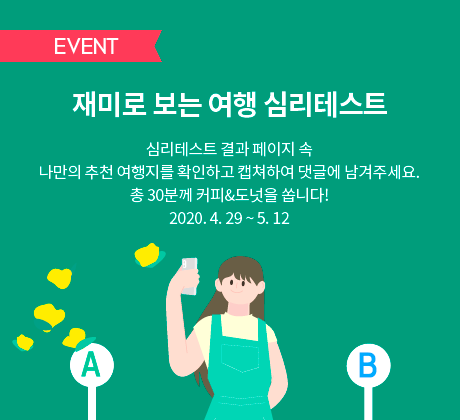 EVENT
재미로 보는 여행 심리테스트
심리테스트 결과 페이지 속
나만의 추천 여행지를 확인하고 캡쳐하여 댓글에 남겨주세요.
총 30분께 커피&도넛을 쏩니다!
2020. 4. 29 ~ 5. 12
A
B